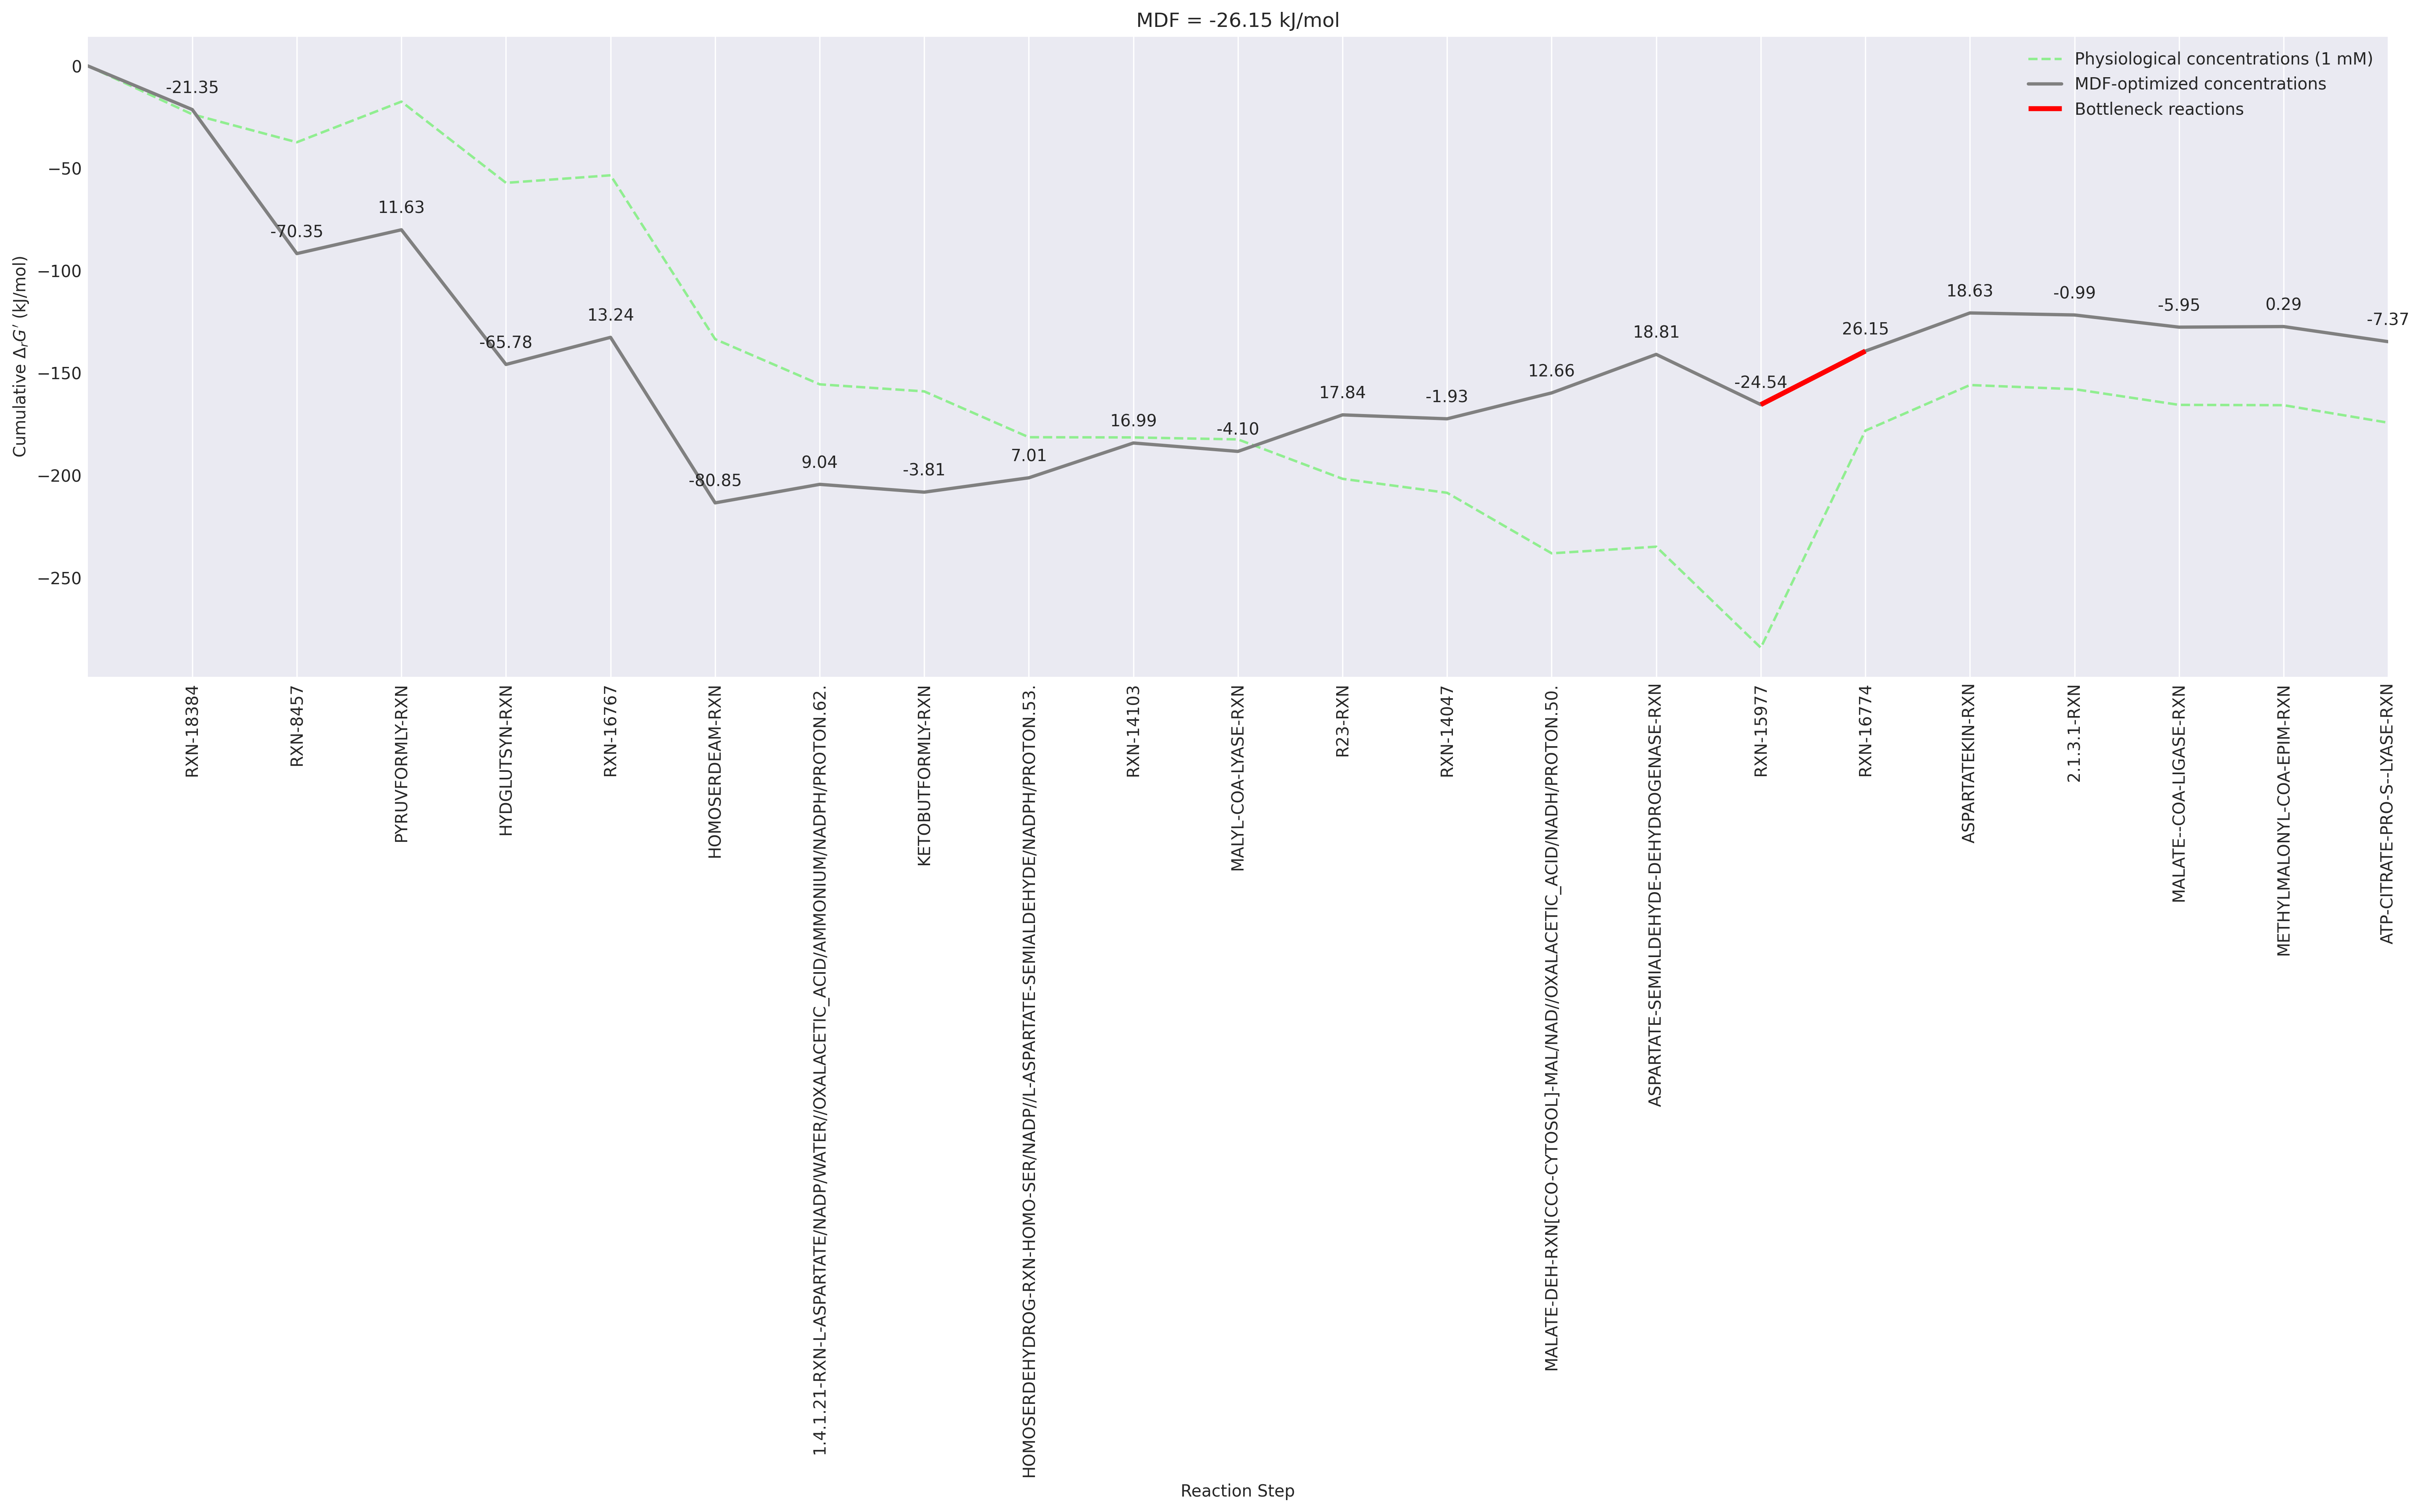 MDF = -26.15 kJ/mol
Physiological concentrations (1 mM)
MDF-optimized concentrations
Bottleneck reactions
Cumulative ΔrG′ (kJ/mol)
0
−50
−100
−150
−200
−250
-21.35
-70.35
11.63
-65.78
13.24
-80.85
9.04
-3.81
7.01
16.99
-4.10
17.84
-1.93
12.66
18.81
-24.54
26.15
18.63
-0.99
-5.95
0.29
-7.37
RXN-18384
RXN-8457
PYRUVFORMLY-RXN
HYDGLUTSYN-RXN
RXN-16767
HOMOSERDEAM-RXN
1.4.1.21-RXN-L-ASPARTATE/NADP/WATER//OXALACETIC_ACID/AMMONIUM/NADPH/PROTON.62.
KETOBUTFORMLY-RXN
HOMOSERDEHYDROG-RXN-HOMO-SER/NADP//L-ASPARTATE-SEMIALDEHYDE/NADPH/PROTON.53.
RXN-14103
MALYL-COA-LYASE-RXN
R23-RXN
RXN-14047
MALATE-DEH-RXN[CCO-CYTOSOL]-MAL/NAD//OXALACETIC_ACID/NADH/PROTON.50.
ASPARTATE-SEMIALDEHYDE-DEHYDROGENASE-RXN
RXN-15977
RXN-16774
ASPARTATEKIN-RXN
2.1.3.1-RXN
MALATE--COA-LIGASE-RXN
METHYLMALONYL-COA-EPIM-RXN
ATP-CITRATE-PRO-S--LYASE-RXN
Reaction Step